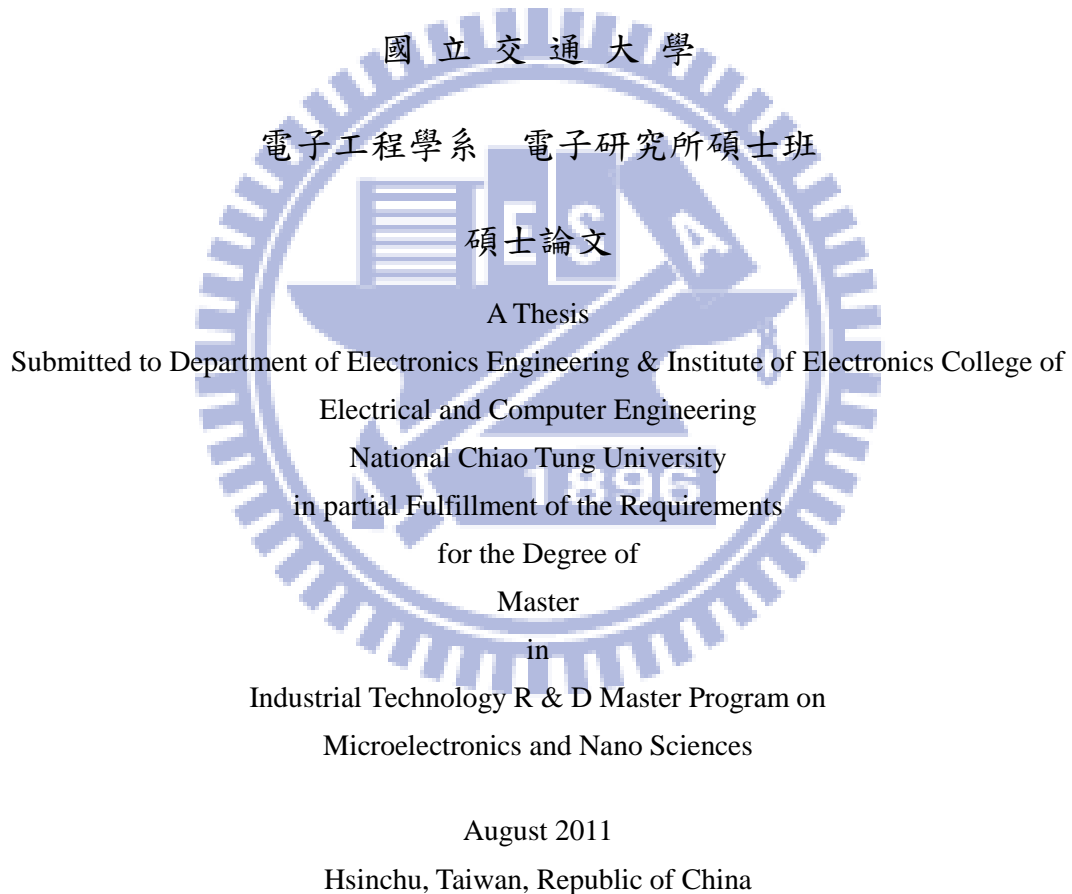 國 立 交 通 大 學
電子工程學系 電子研究所碩士班
E S
A
碩士論文
A Thesis
Submitted to Department of Electronics Engineering & Institute of Electronics College of
Electrical and Computer Engineering
National Chiao Tung University
1896
in partial Fulfillment of the Requirements
for the Degree of
Master
in
Industrial Technology R & D Master Program on
Microelectronics and Nano Sciences
August 2011
Hsinchu, Taiwan, Republic of China